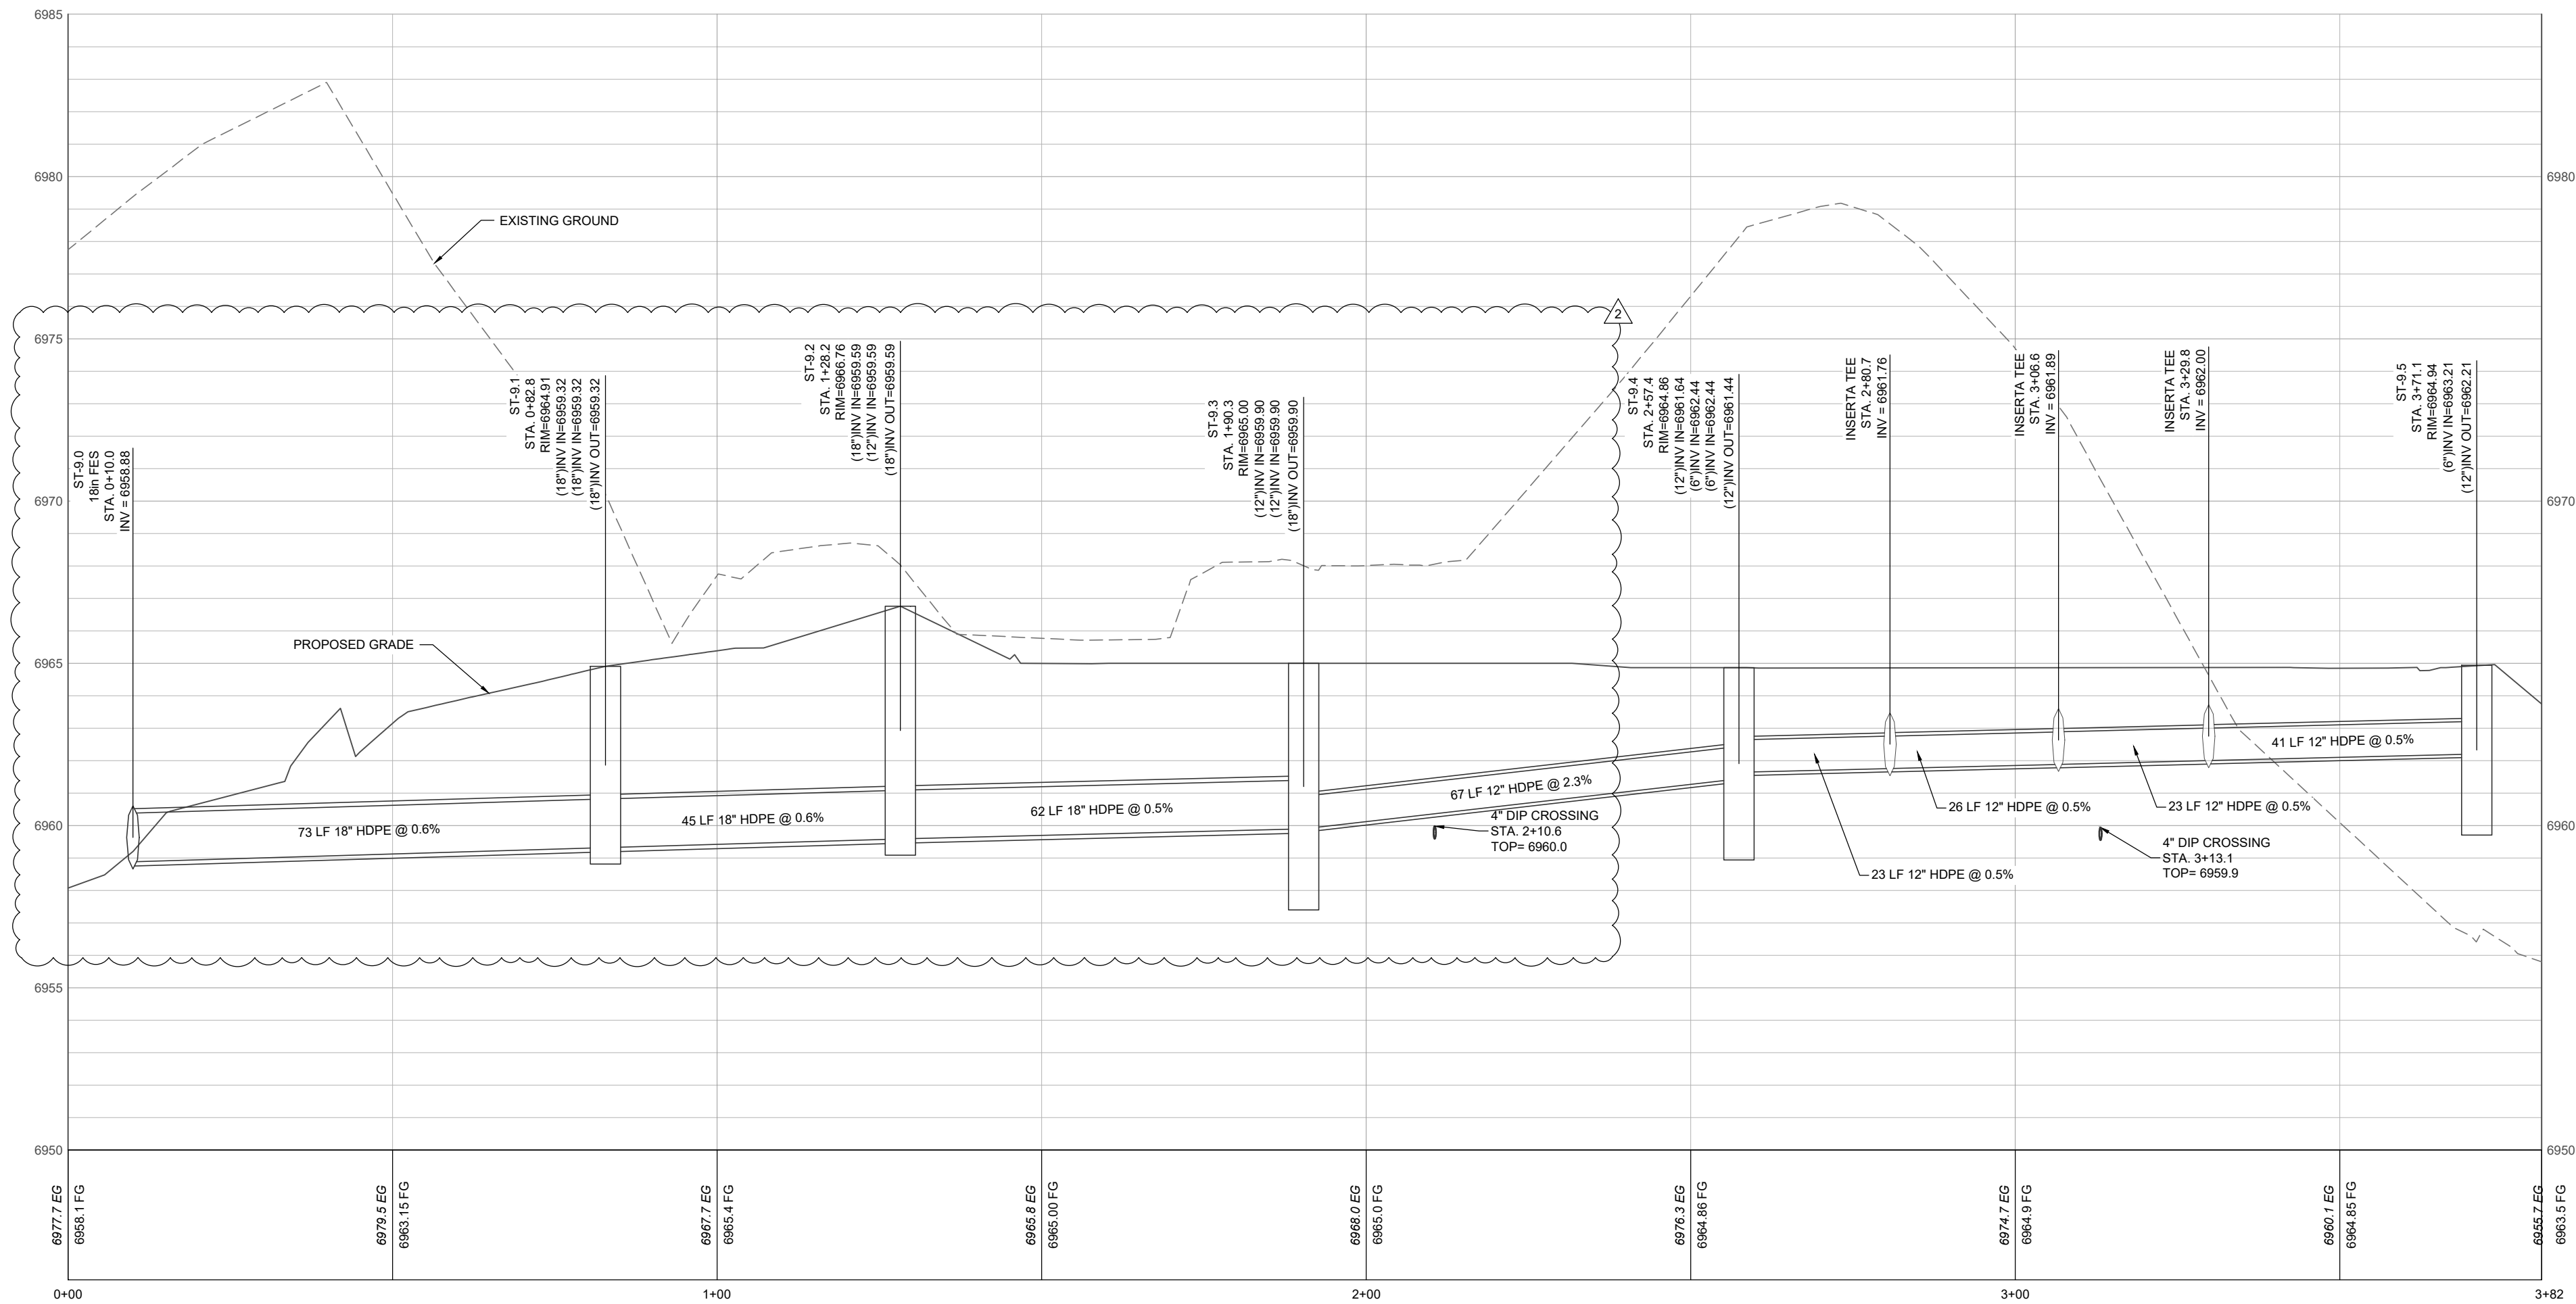 6985
6980
6975
6970
6965
6960
6955
6950
6980
6970
6960
6950
EXISTING GROUND
PROPOSED GRADE
2
ST-9.0
18in FES
STA. 0+10.0
INV = 6958.88
ST-9.1
STA. 0+82.8
RIM=6964.91
(18")INV IN=6959.32
(18")INV IN=6959.32
(18")INV OUT=6959.32
ST-9.2
STA. 1+28.2
RIM=6966.76
(18")INV IN=6959.59
(12")INV IN=6959.59
(18")INV OUT=6959.59
ST-9.3
STA. 1+90.3
RIM=6965.00
(12")INV IN=6959.90
(12")INV IN=6959.90
(18")INV OUT=6959.90
ST-9.4
STA. 2+57.4
RIM=6964.86
(12")INV IN=6961.64
(6")INV IN=6962.44
(6")INV IN=6962.44
(12")INV OUT=6961.44
INSERTA TEE
STA. 2+80.7
INV = 6961.76
INSERTA TEE
STA. 3+06.6
INV = 6961.89
INSERTA TEE
STA. 3+29.8
INV = 6962.00
ST-9.5
STA. 3+71.1
RIM=6964.94
(6")INV IN=6963.21
(12")INV OUT=6962.21
73 LF 18" HDPE @ 0.6%
45 LF 18" HDPE @ 0.6%
62 LF 18" HDPE @ 0.5%
67 LF 12" HDPE @ 2.3%
4" DIP CROSSING
STA. 2+10.6
TOP= 6960.0
23 LF 12" HDPE @ 0.5%
26 LF 12" HDPE @ 0.5%
23 LF 12" HDPE @ 0.5%
41 LF 12" HDPE @ 0.5%
4" DIP CROSSING
STA. 3+13.1
TOP= 6959.9
6977.7 EG
6958.1 FG
6979.5 EG
6963.15 FG
6967.7 EG
6965.4 FG
6965.8 EG
6965.00 FG
6968.0 EG
6965.0 FG
6976.3 EG
6964.86 FG
6974.7 EG
6964.9 FG
6960.1 EG
6964.85 FG
6955.7 EG
6963.5 FG
0+00
1+00
2+00
3+00
3+82